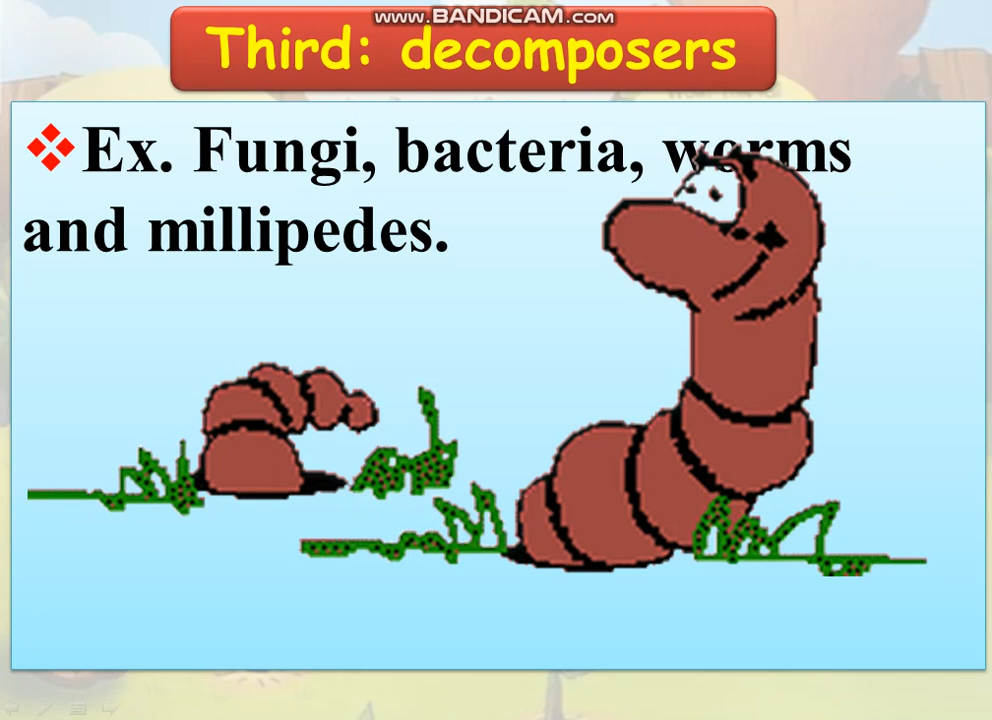 www.BANDICAM.com
Third: decomposers
Ex. Fungi, bacteria, worms
and millipedes.